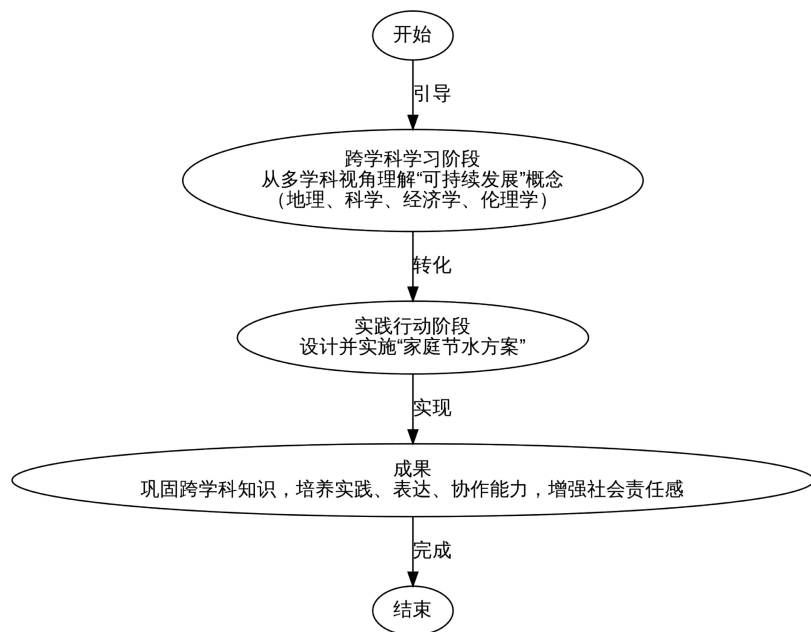 开始
引导
跨学科学习阶段
从多学科视角理解“可持续发展”概念
（地理、科学、经济学、伦理学）
转化
实践行动阶段
设计并实施“家庭节水方案”
实现
成果
巩固跨学科知识，培养实践、表达、协作能力，增强社会责任感
完成
结束